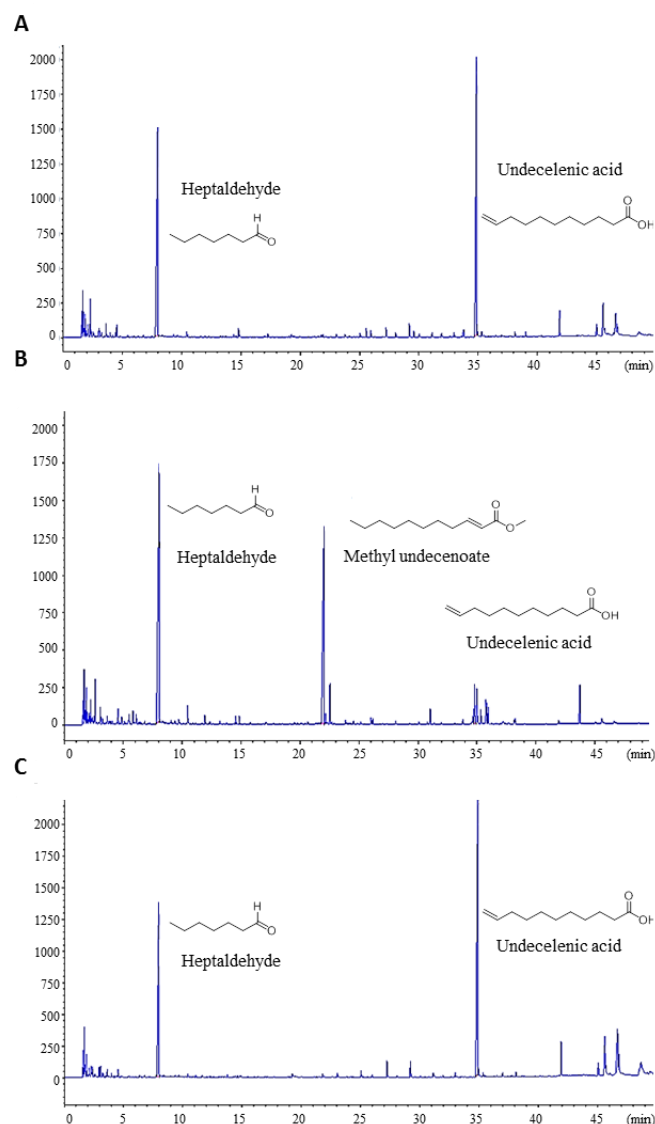 A
2000
1750
1500
1250
1000
750
500
250
0
Heptaldehyde
H
O
Undecelenic acid
O
OH
0 5 10 15 20 25 30 35 40 45 (min)
B
2000
1750
1500
1250
1000
750
500
250
0
H
O
Heptaldehyde
O
O
Methyl undecenoate
O
OH
Undecelenic acid
0 5 10 15 20 25 30 35 40 45 (min)
C
2000
1750
1500
1250
1000
750
500
250
0
H
O
Heptaldehyde
O
OH
Undecelenic acid
0 5 10 15 20 25 30 35 40 45 (min)